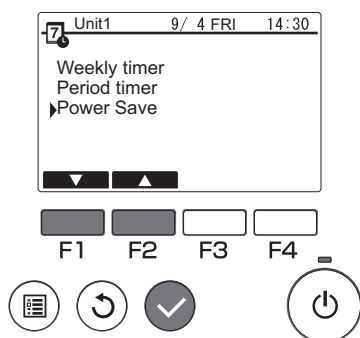 7 Unit1 9/ 4 FRI 14:30
Weekly timer
Period timer
Power Save
F1 F2 F3 F4